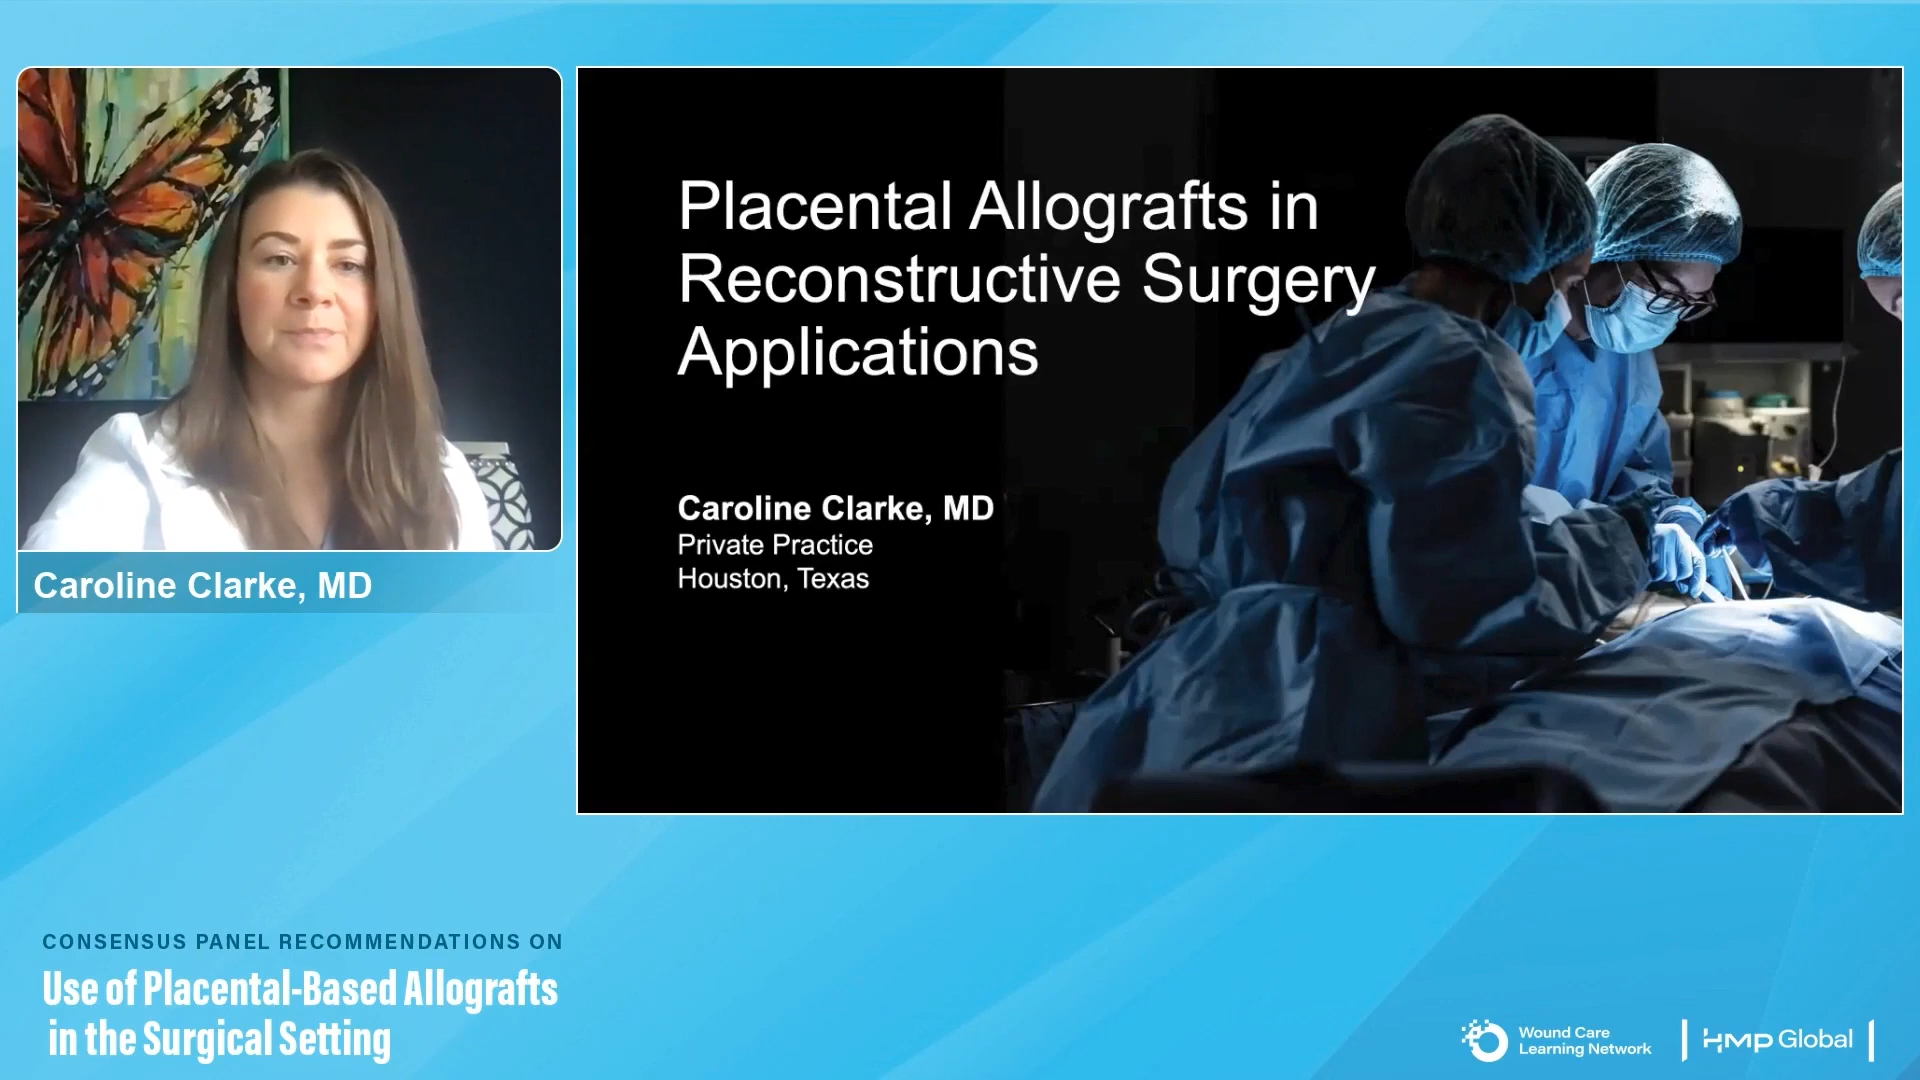 Placental Allografts in
Reconstructive Surgery
Applications
Caroline Clarke, MD
Private Practice
Houston, Texas
Caroline Clarke, MD
CONSENSUS PANEL RECOMMENDATIONS ON
Use of Placental-Based Allografts
in the Surgical Setting
Wound Care
Learning Network
HMP Global